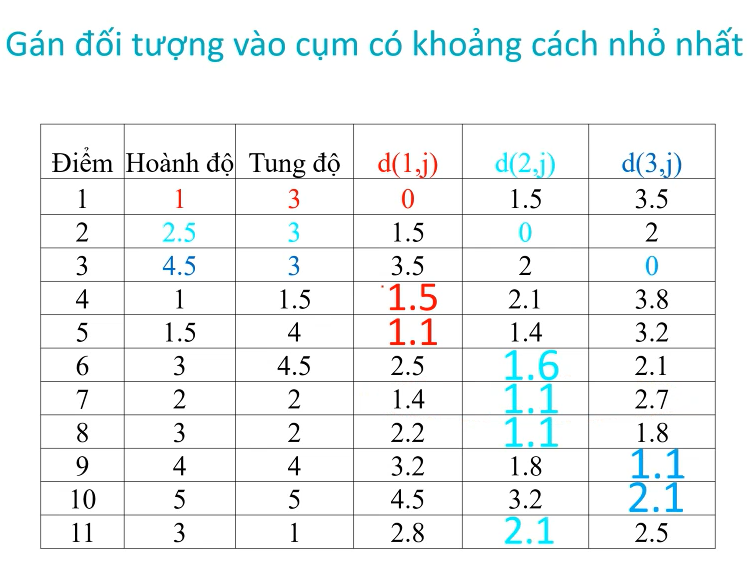 Gán đối tượng vào cụm có khoảng cách nhỏ nhất
Điểm Hoành độ Tung độ d(1,j) d(2,j) d(3,j)
1 1 3 0 1.5 3.5
2 2.5 3 1.5 0 2
3 4.5 3 3.5 2 0
4 1 1.5 1.5 2.1 3.8
5 1.5 4 1.1 1.4 3.2
6 3 4.5 2.5 1.6 2.1
7 2 2 1.4 1.1 2.7
8 3 2 2.2 1.1 1.8
9 4 4 3.2 1.8 1.1
10 5 5 4.5 3.2 2.1
11 3 1 2.8 2.1 2.5